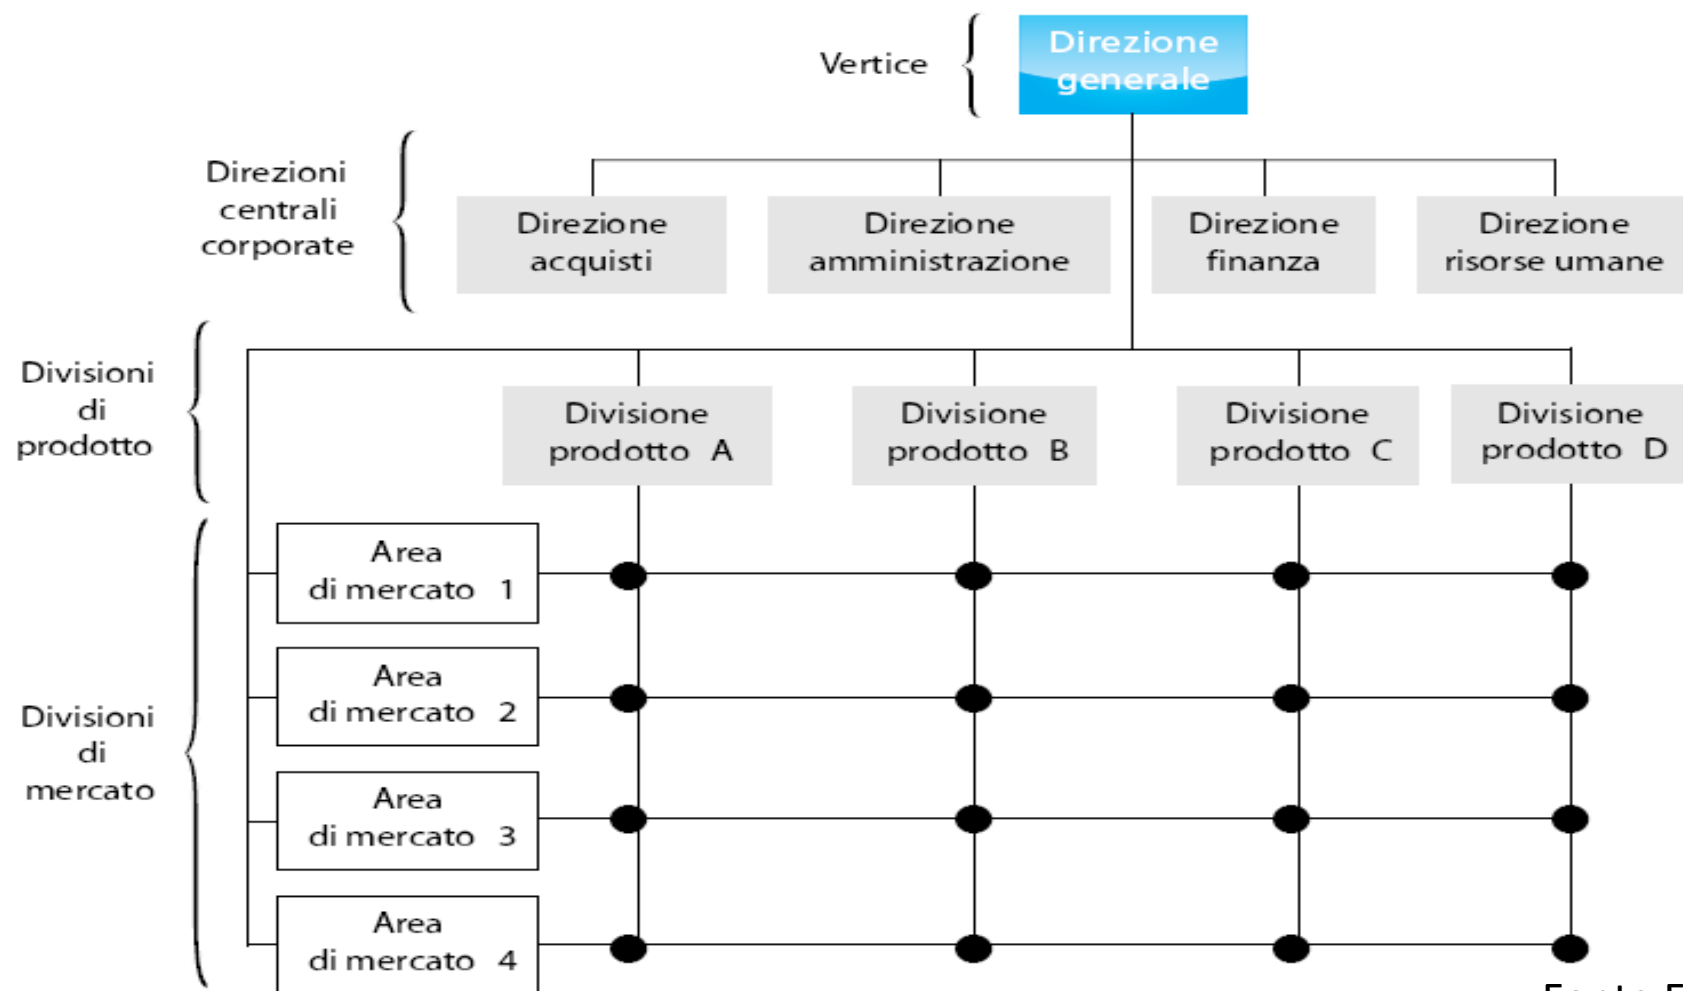 Vertice
Direzione
generale
Direzioni
centrali
corporate
Direzione
acquisti
Direzione
amministrazione
Direzione
finanza
Direzione
risorse umane
Divisioni
di
prodotto
Divisione
prodotto A
Divisione
prodotto B
Divisione
prodotto C
Divisione
prodotto D
Divisioni
di
mercato
Area
di mercato 1
Area
di mercato 2
Area
di mercato 3
Area
di mercato 4